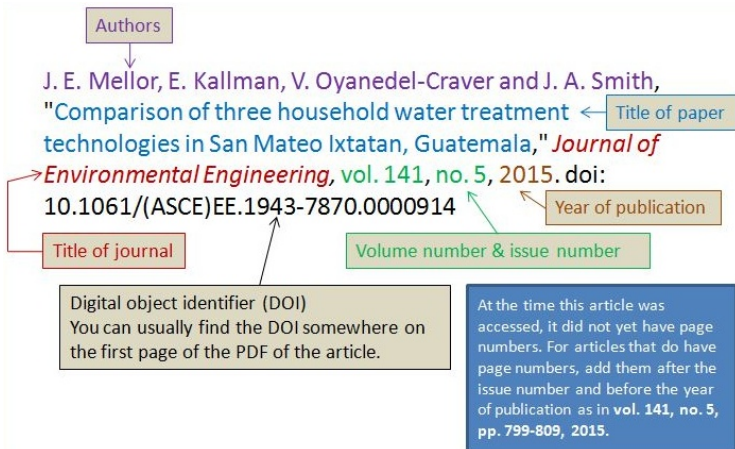 Authors
J. E. Mellor, E. Kallman, V. Oyanedel-Craver and J. A. Smith,
"Comparison of three household water treatment
Title of paper
technologies in San Mateo Ixtatan, Guatemala," Journal of
Environmental Engineering, vol. 141, no. 5, 2015. doi:
10.1061/(ASCE)EE.1943-7870.0000914
Year of publication
Title of journal
Volume number & issue number
Digital object identifier (DOI)
You can usually find the DOI somewhere on
the first page of the PDF of the article.
At the time this article was
accessed, it did not yet have page
numbers. For articles that do have
page numbers, add them after the
issue number and before the year
of publication as in vol. 141, no. 5,
pp. 799-809, 2015.